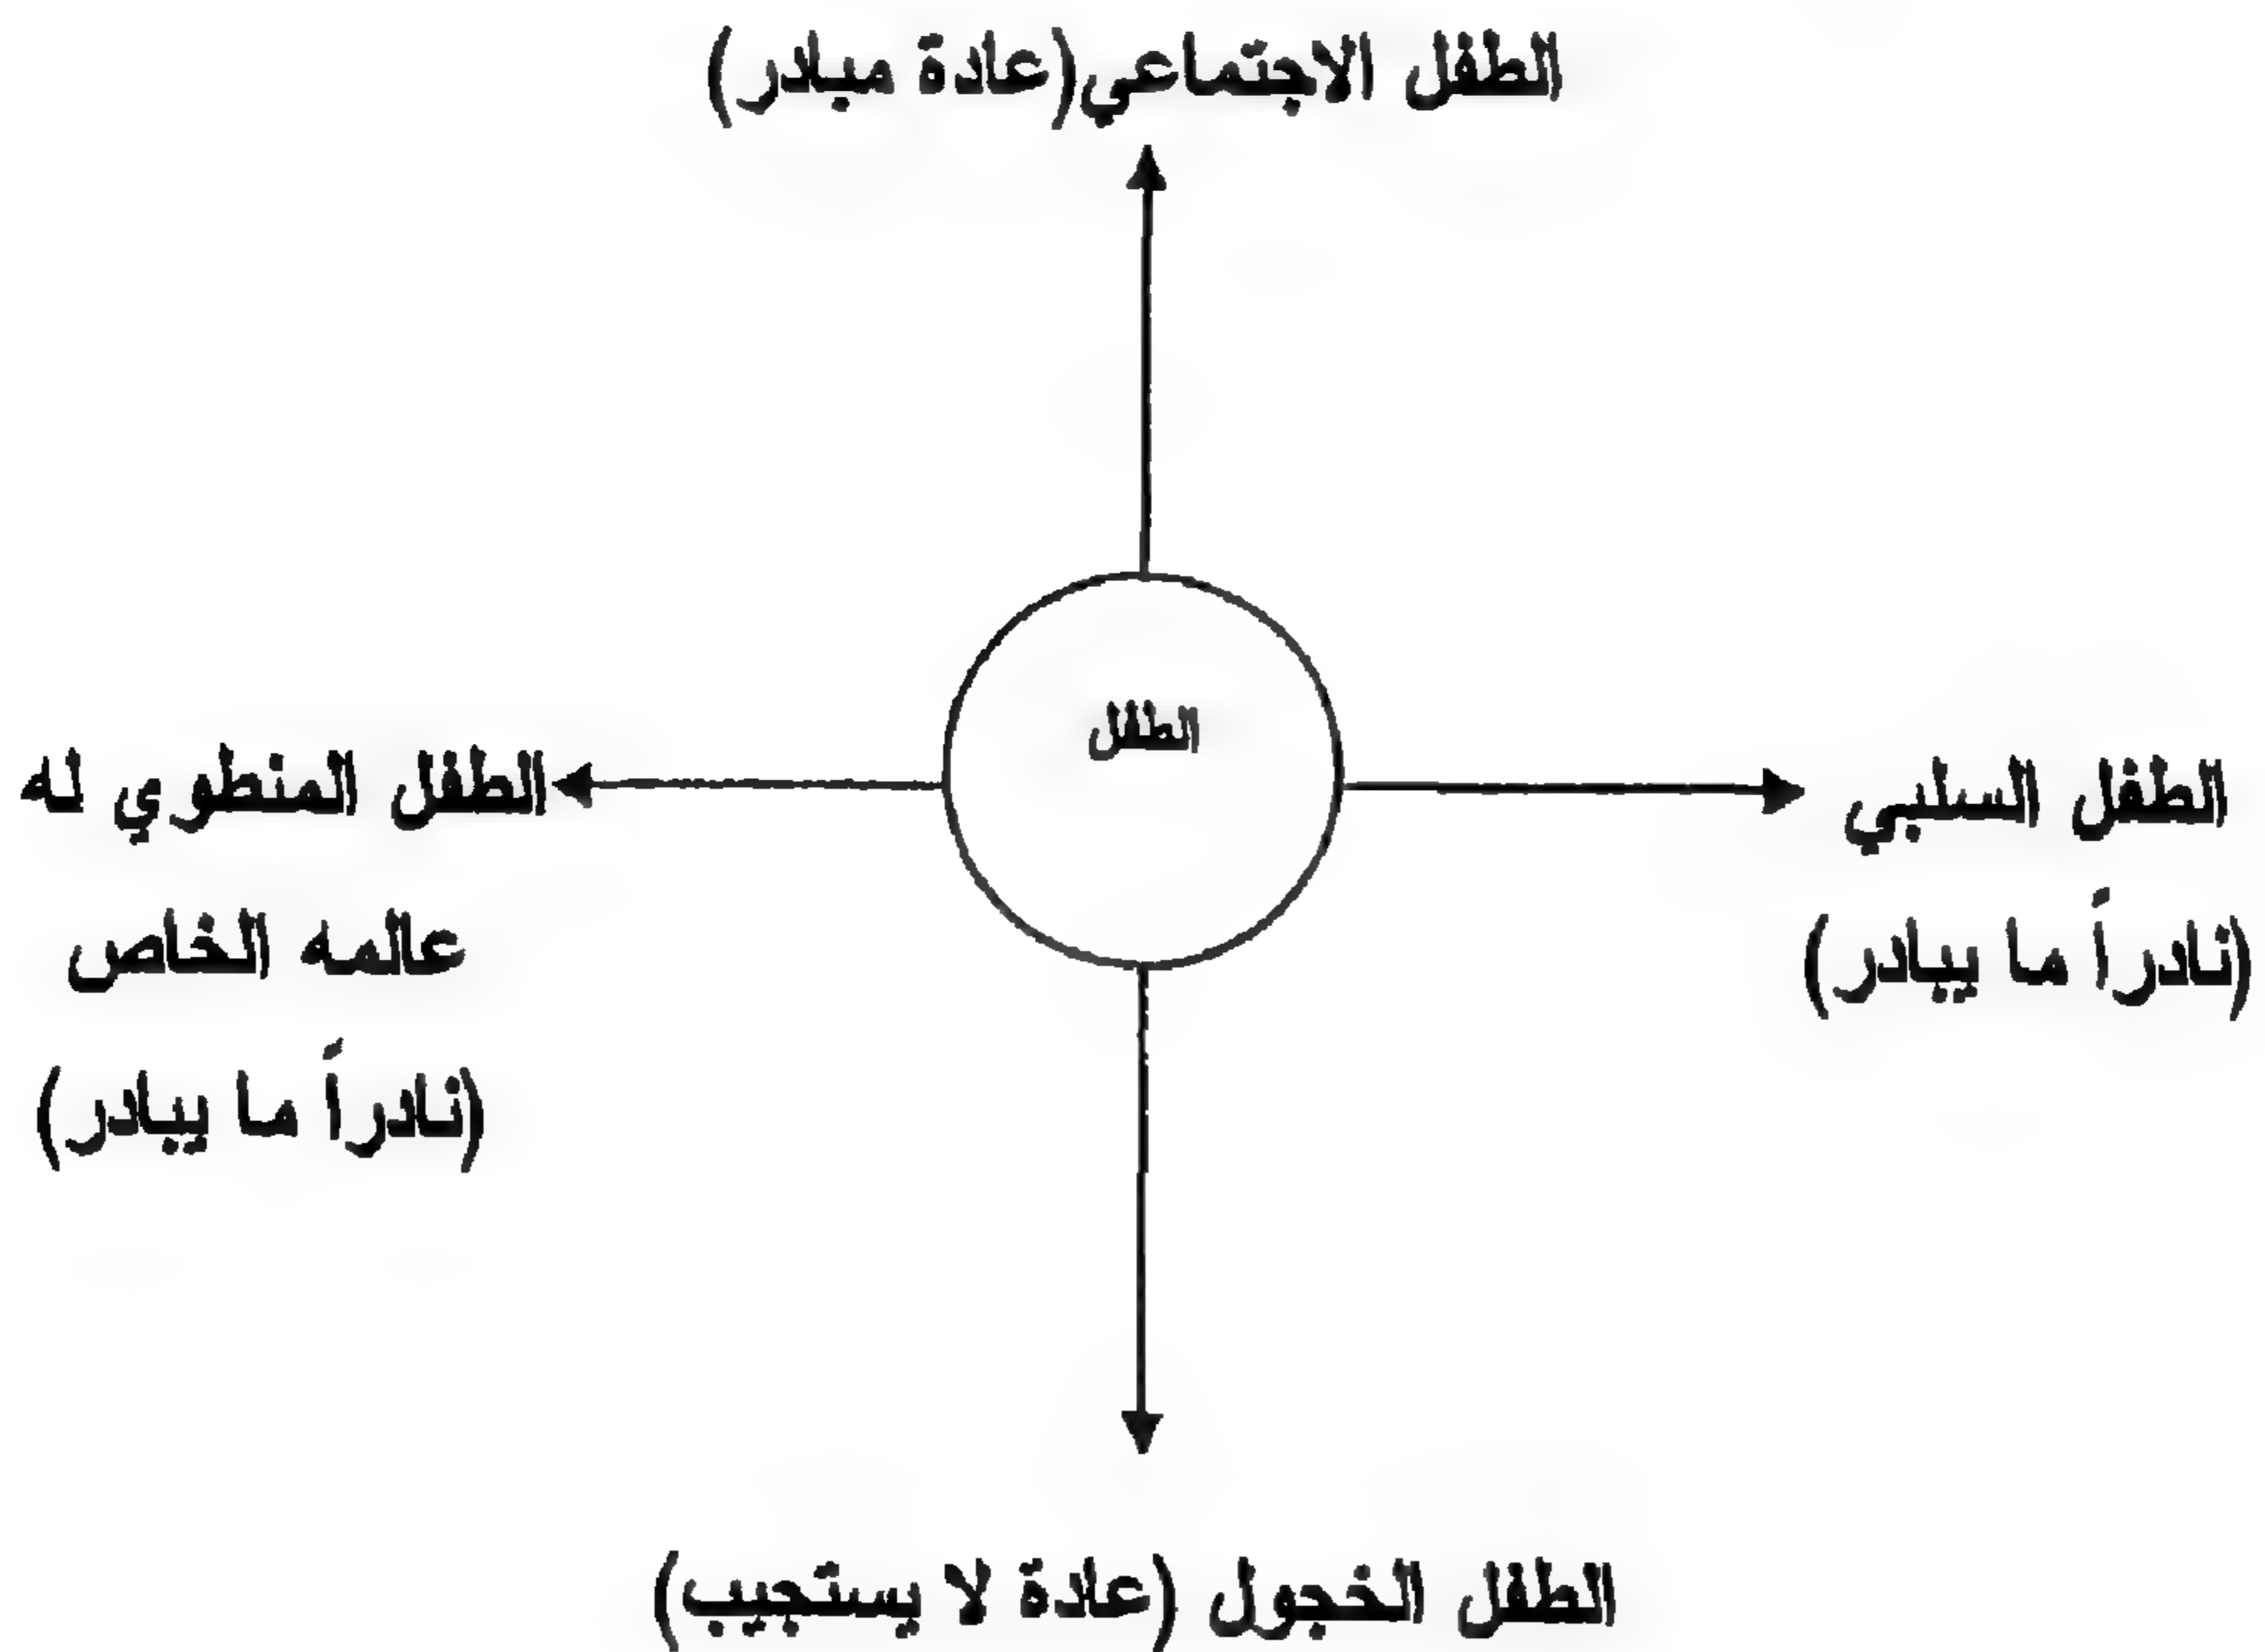 الطفل الاجتماعي(عادة مبادر)
الطفل
الطفل السلبي
(نادراً ما يبادر)
الطفل المنطوي له
عالمه الخاص
(نادراً ما يبادر)
الطفل الخجول (عادة لا يستجيب)